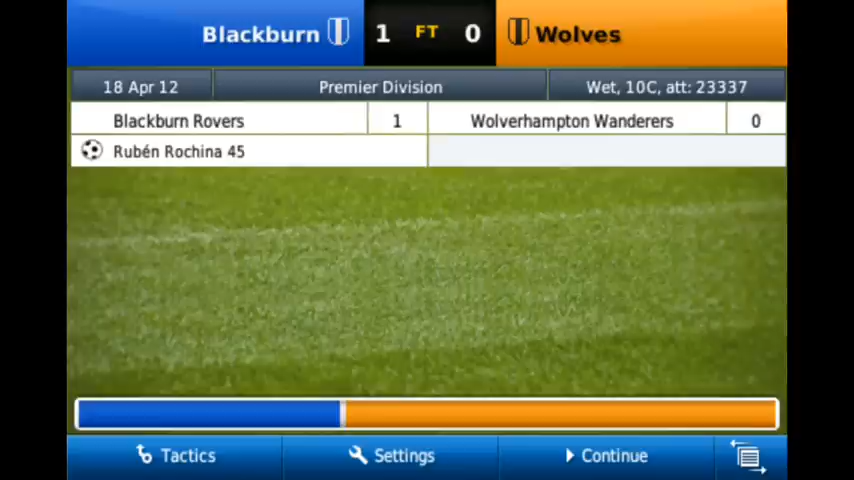 Blackburn 1 FT 0 Wolves
18 Apr 12 Premier Division Wet, 10C, att: 23337
Blackburn Rovers 1 Wolverhampton Wanderers 0
Rubén Rochina 45
Tactics Settings Continue